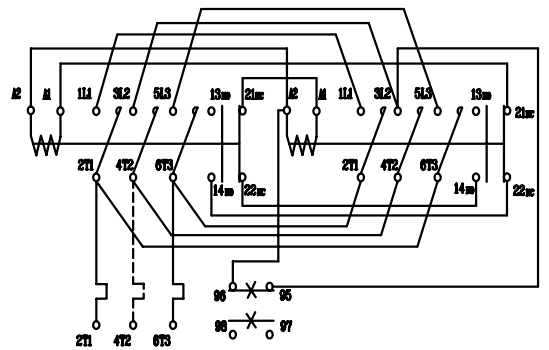 A2 A1 1L1 3L2 5L3 13NO 21NC A2 A1 1L1 3L2 5L3 13NO 21NC
2T1 4T2 6T3 14NO 22NC 2T1 4T2 6T3 14NO 22NC
96 95
98 97
2T1 4T2 6T3